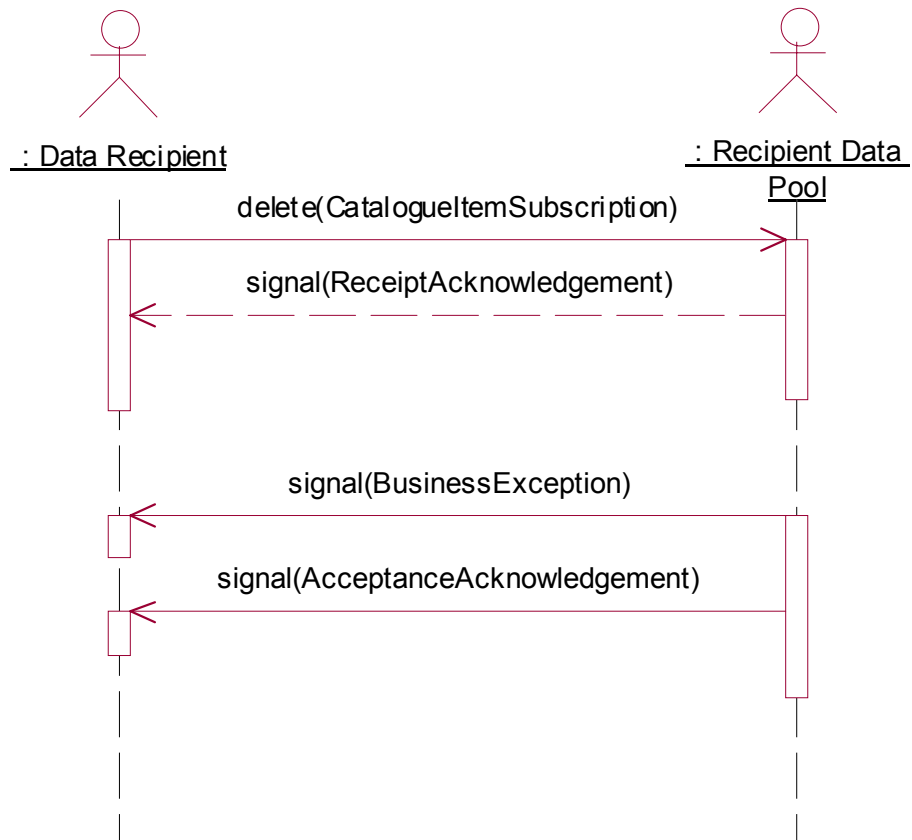 : Data Recipient
: Recipient Data
Pool
delete(CatalogueItemSubscription)
signal(ReceiptAcknowledgement)
signal(BusinessException)
signal(AcceptanceAcknowledgement)